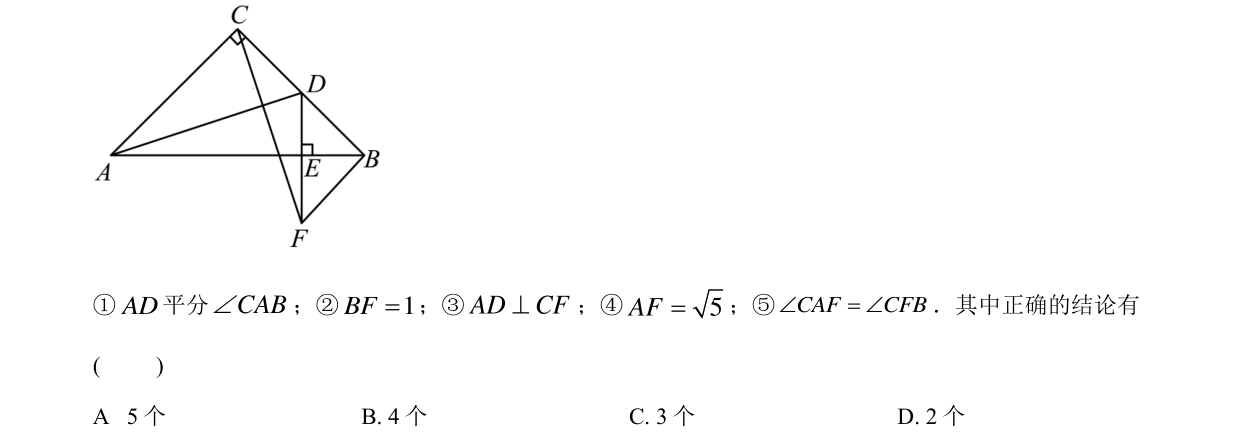 C
D
A
E
B
F
① AD 平分 ∠CAB；② BF =1；③ AD ⊥ CF；④ AF = √5；⑤ ∠CAF = ∠CFB．其中正确的结论有
( )
A 5 个 B. 4 个 C. 3 个 D. 2 个